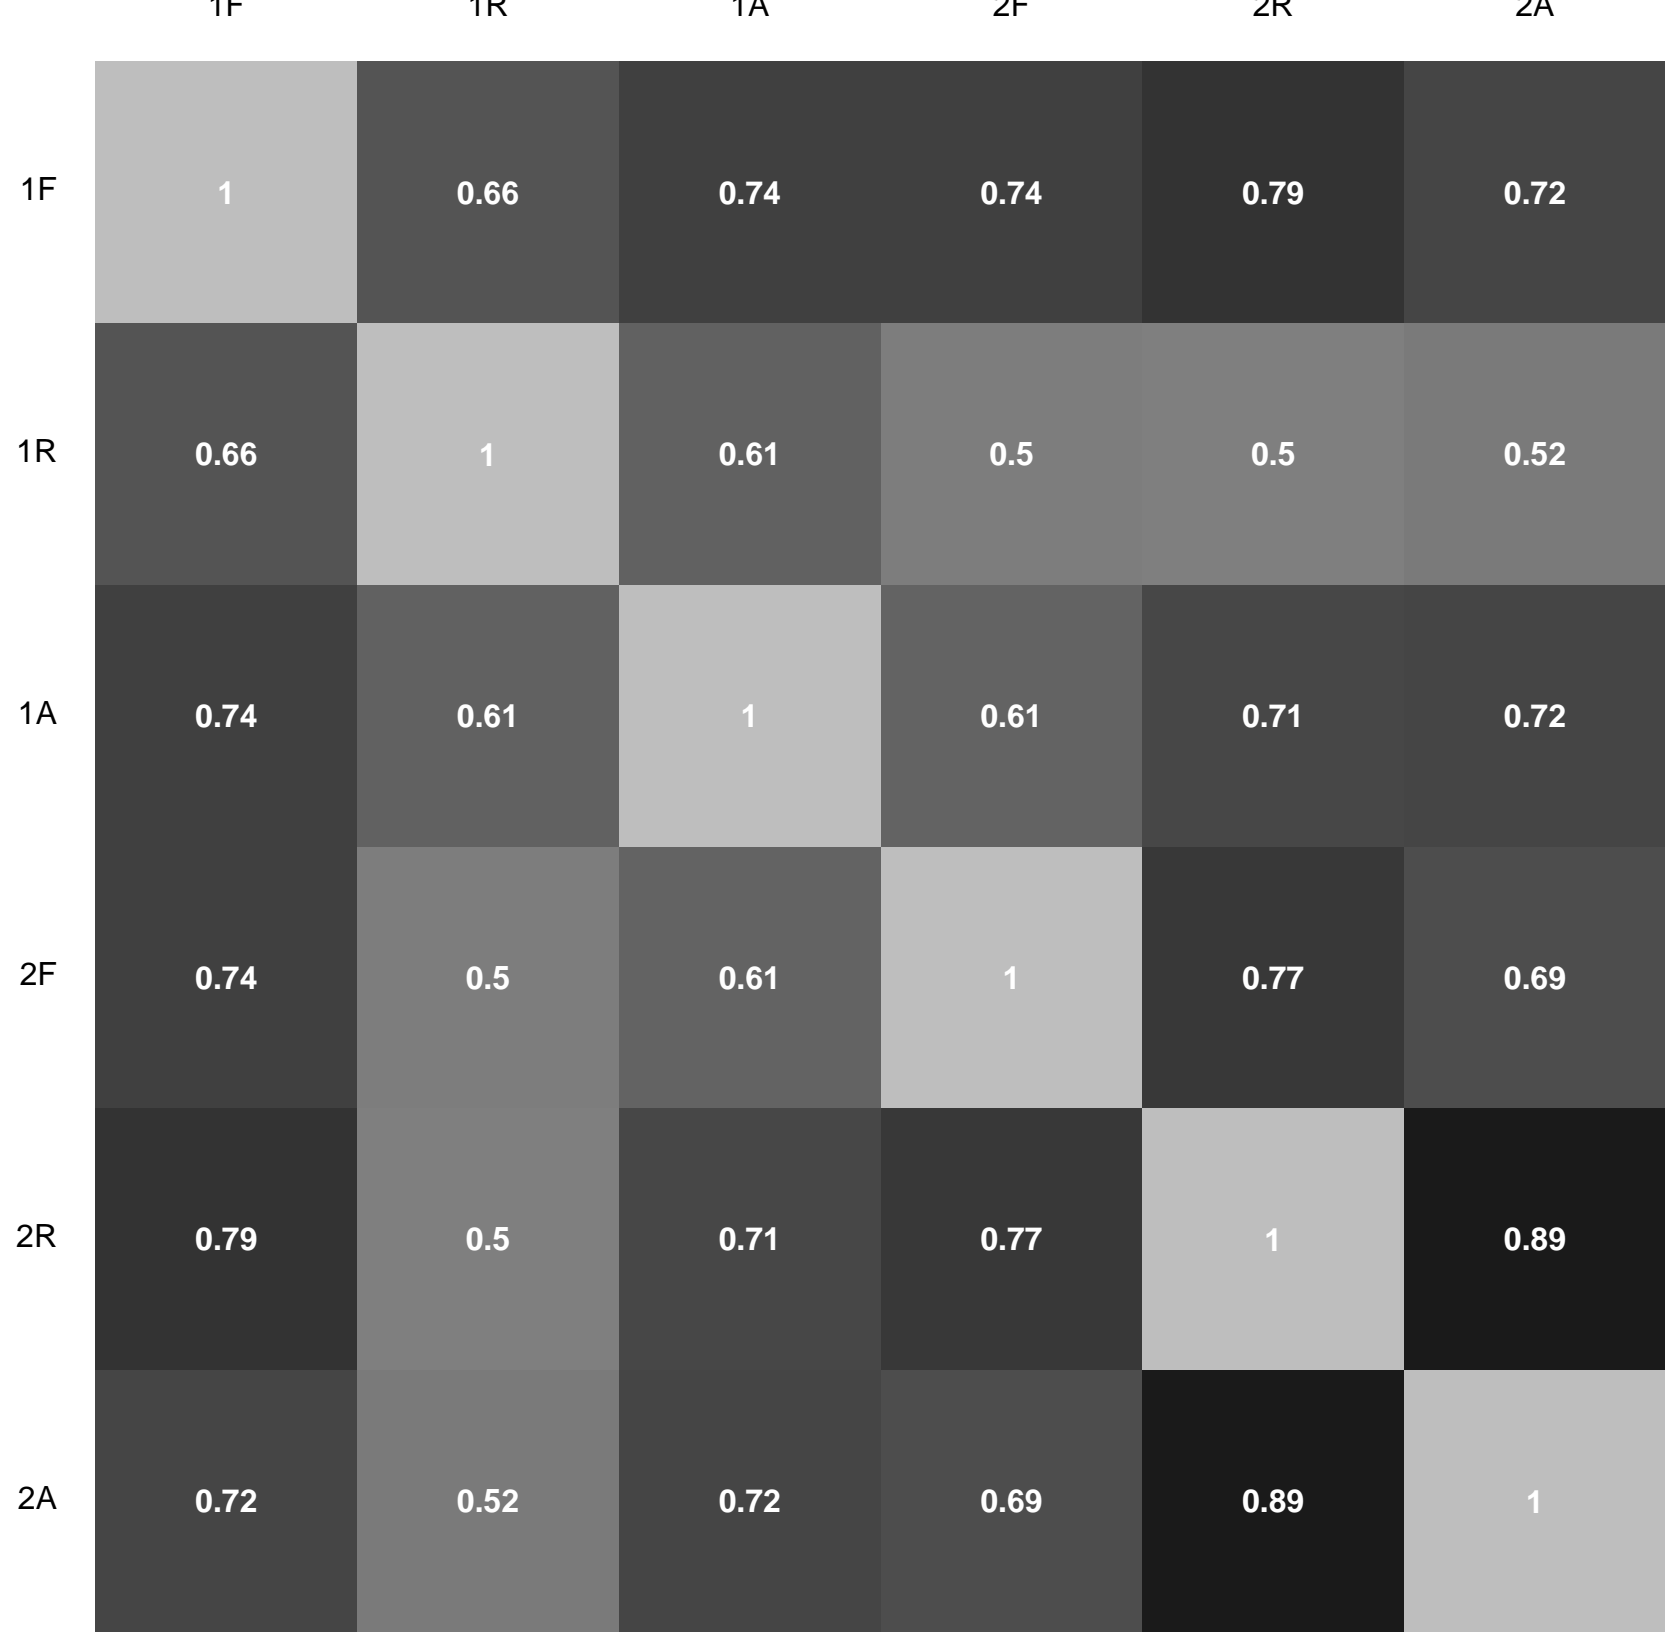 1F 1R 1A 2F 2R 2A
1F 1 0.66 0.74 0.74 0.79 0.72
1R 0.66 1 0.61 0.5 0.5 0.52
1A 0.74 0.61 1 0.61 0.71 0.72
2F 0.74 0.5 0.61 1 0.77 0.69
2R 0.79 0.5 0.71 0.77 1 0.89
2A 0.72 0.52 0.72 0.69 0.89 1